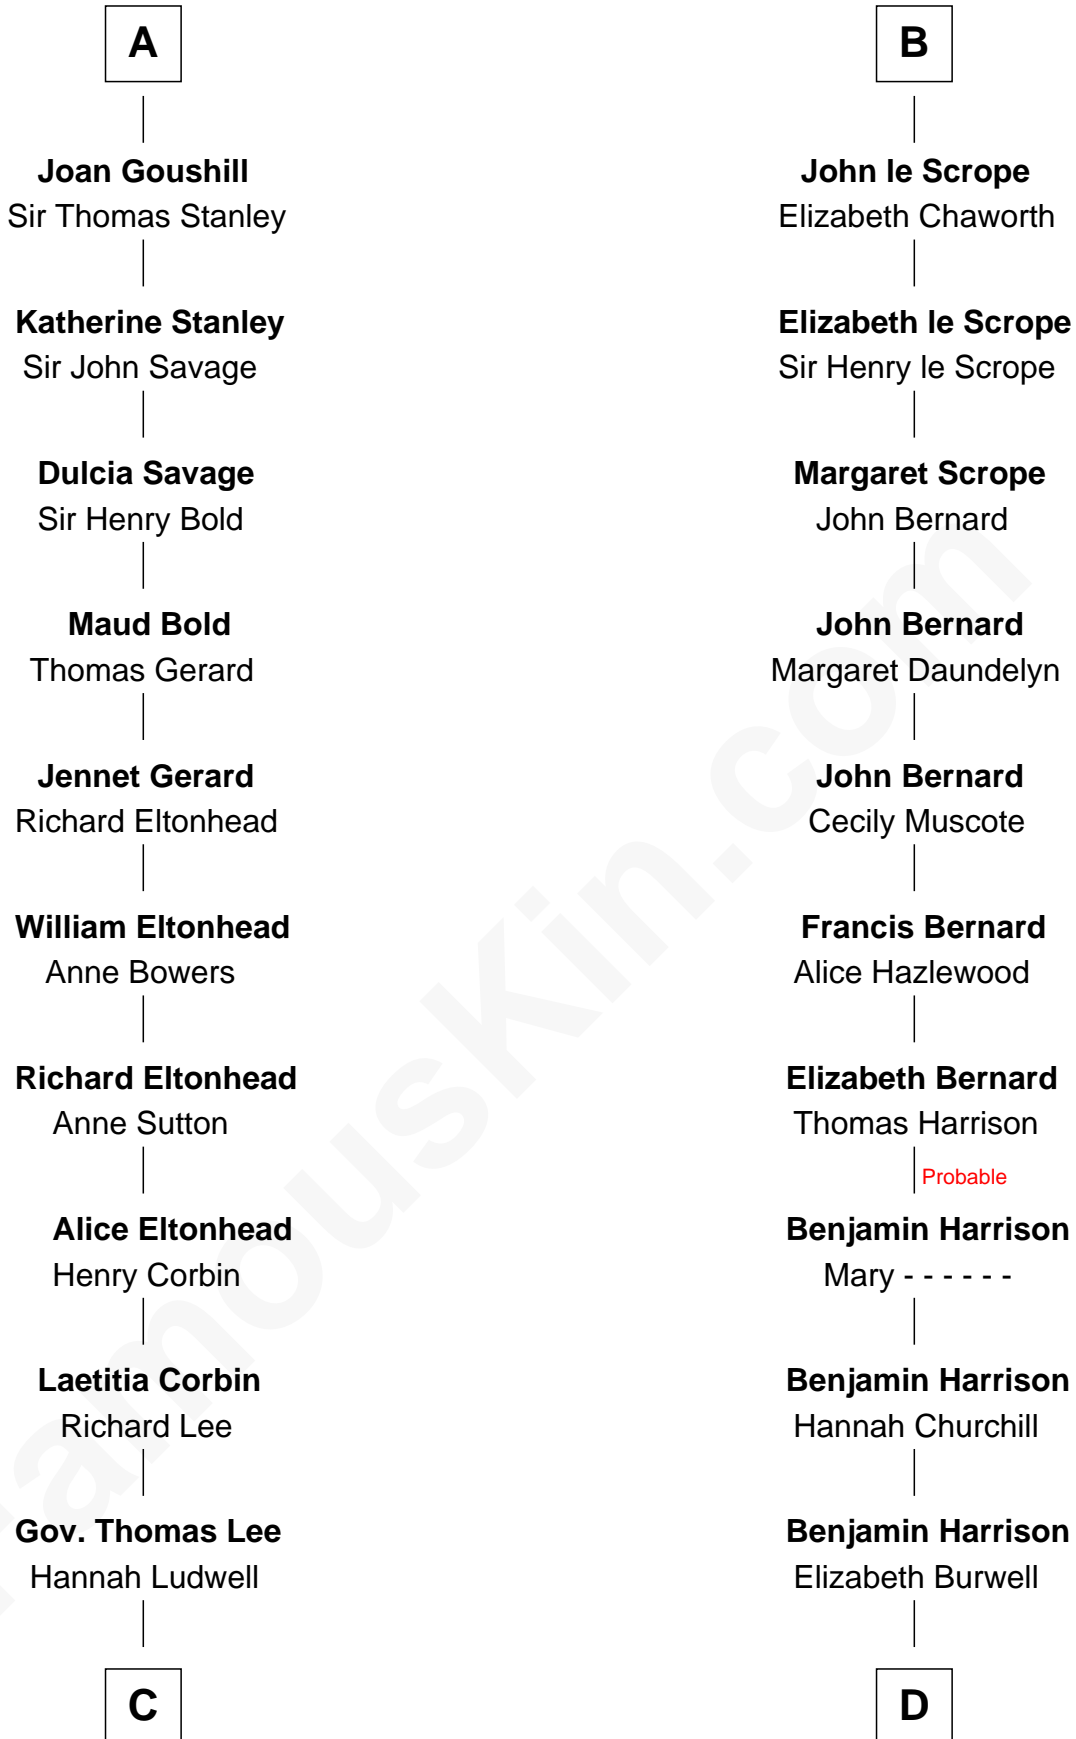 A
Joan Goushill
Sir Thomas Stanley
Katherine Stanley
Sir John Savage
Dulcia Savage
Sir Henry Bold
Maud Bold
Thomas Gerard
Jennet Gerard
Richard Eltonhead
William Eltonhead
Anne Bowers
Richard Eltonhead
Anne Sutton
Alice Eltonhead
Henry Corbin
Laetitia Corbin
Richard Lee
Gov. Thomas Lee
Hannah Ludwell
C
B
John le Scrope
Elizabeth Chaworth
Elizabeth le Scrope
Sir Henry le Scrope
Margaret Scrope
John Bernard
John Bernard
Margaret Daundelyn
John Bernard
Cecily Muscote
Francis Bernard
Alice Hazlewood
Elizabeth Bernard
Thomas Harrison
Probable
Benjamin Harrison
Mary - - - - - -
Benjamin Harrison
Hannah Churchill
Benjamin Harrison
Elizabeth Burwell
D
FamousKin.com